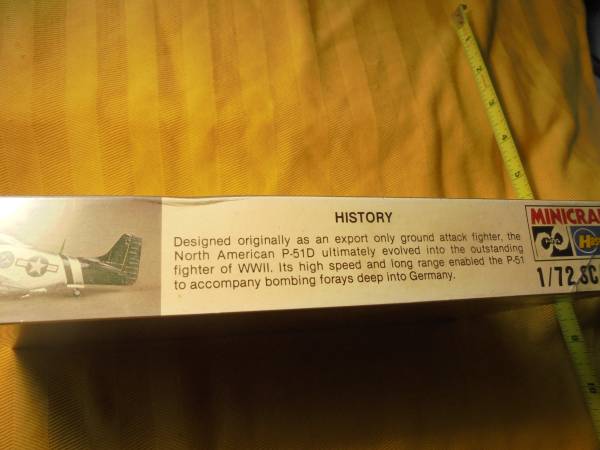 HISTORY
Designed originally as an export only ground attack fighter, the
North American P-51D ultimately evolved into the outstanding
fighter of WWII. Its high speed and long range enabled the P-51
to accompany bombing forays deep into Germany.
MINICRA
1/72 SC